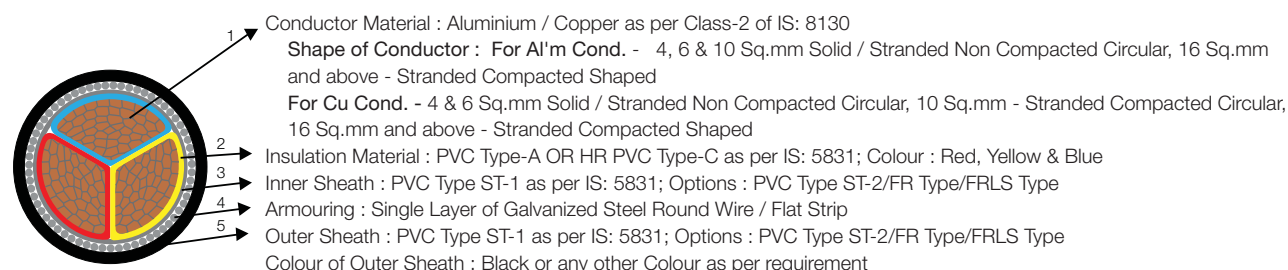 1 Conductor Material : Aluminium / Copper as per Class-2 of IS: 8130
Shape of Conductor : For Al'm Cond. - 4, 6 & 10 Sq.mm Solid / Stranded Non Compacted Circular, 16 Sq.mm
and above - Stranded Compacted Shaped
For Cu Cond. - 4 & 6 Sq.mm Solid / Stranded Non Compacted Circular, 10 Sq.mm - Stranded Compacted Circular,
16 Sq.mm and above - Stranded Compacted Shaped
2 Insulation Material : PVC Type-A OR HR PVC Type-C as per IS: 5831; Colour : Red, Yellow & Blue
3 Inner Sheath : PVC Type ST-1 as per IS: 5831; Options : PVC Type ST-2/FR Type/FRLS Type
4 Armouring : Single Layer of Galvanized Steel Round Wire / Flat Strip
5 Outer Sheath : PVC Type ST-1 as per IS: 5831; Options : PVC Type ST-2/FR Type/FRLS Type
Colour of Outer Sheath : Black or any other Colour as per requirement